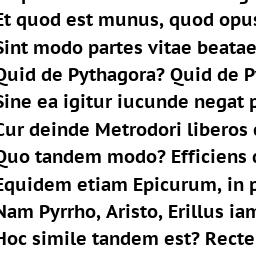 Et quod est munus, quod opus
Sint modo partes vitae beatae
Quid de Pythagora? Quid de
Sine ea igitur iucunde negat
Cur deinde Metrodori liberos
Quo tandem modo? Efficiens
Equidem etiam Epicurum, in
Nam Pyrrho, Aristo, Erillus iam
Hoc simile tandem est? Recte